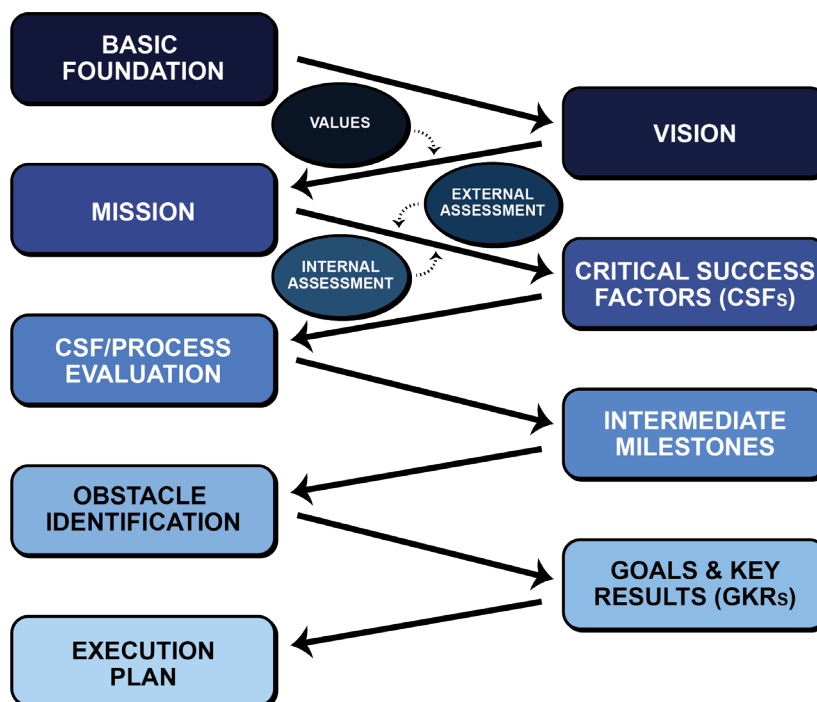 BASIC
FOUNDATION
VALUES
VISION
MISSION
EXTERNAL
ASSESSMENT
INTERNAL
ASSESSMENT
CRITICAL SUCCESS
FACTORS (CSFs)
CSF/PROCESS
EVALUATION
INTERMEDIATE
MILESTONES
OBSTACLE
IDENTIFICATION
GOALS & KEY
RESULTS (GKRs)
EXECUTION
PLAN